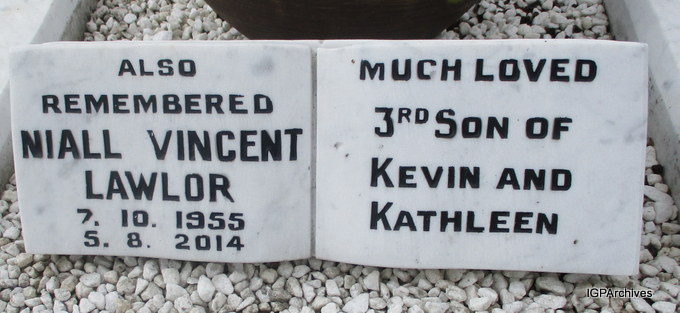 ALSO
REMEMBERED
NIALL VINCENT
LAWLOR
7. 10. 1955
5. 8. 2014
MUCH LOVED
3RD SON OF
KEVIN AND
KATHLEEN
IGPArchives